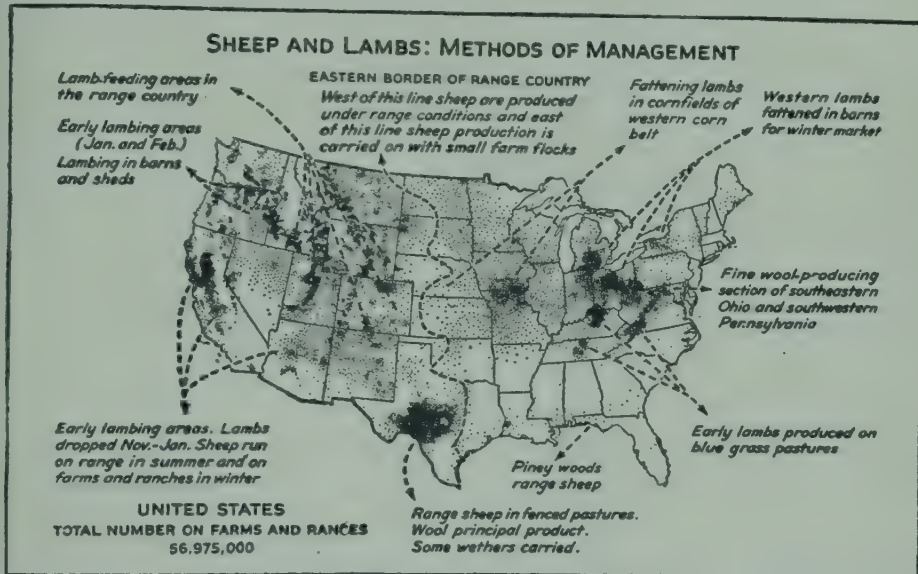 SHEEP AND LAMBS: METHODS OF MANAGEMENT
Lamb-feeding areas in
the range country
Early lambing areas
(Jan. and Feb.)
Lambing in barns
and sheds
EASTERN BORDER OF RANGE COUNTRY
West of this line sheep are produced
under range conditions and east
of this line sheep production is
carried on with small farm flocks
Fattening lambs
in cornfields of
western corn
belt
Western lambs
fattened in barns
for winter market
Fine wool-producing
section of southeastern
Ohio and southwestern
Pennsylvania
Early lambing areas. Lambs
dropped Nov.-Jan. Sheep run
on range in summer and on
farms and ranches in winter
Piney woods
range sheep
Early lambs produced on
blue grass pastures
UNITED STATES
TOTAL NUMBER ON FARMS AND RANCES
56,975,000
Range sheep in fenced pastures.
Wool principal product.
Some wethers carried.